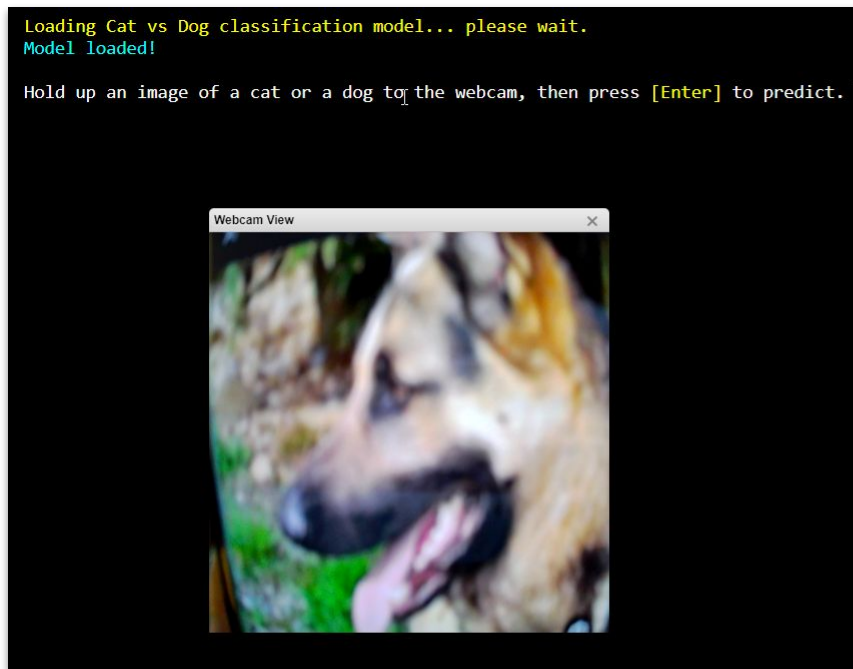 Loading Cat vs Dog classification model... please wait.
Model loaded!
Hold up an image of a cat or a dog to the webcam, then press [Enter] to predict.
Webcam View